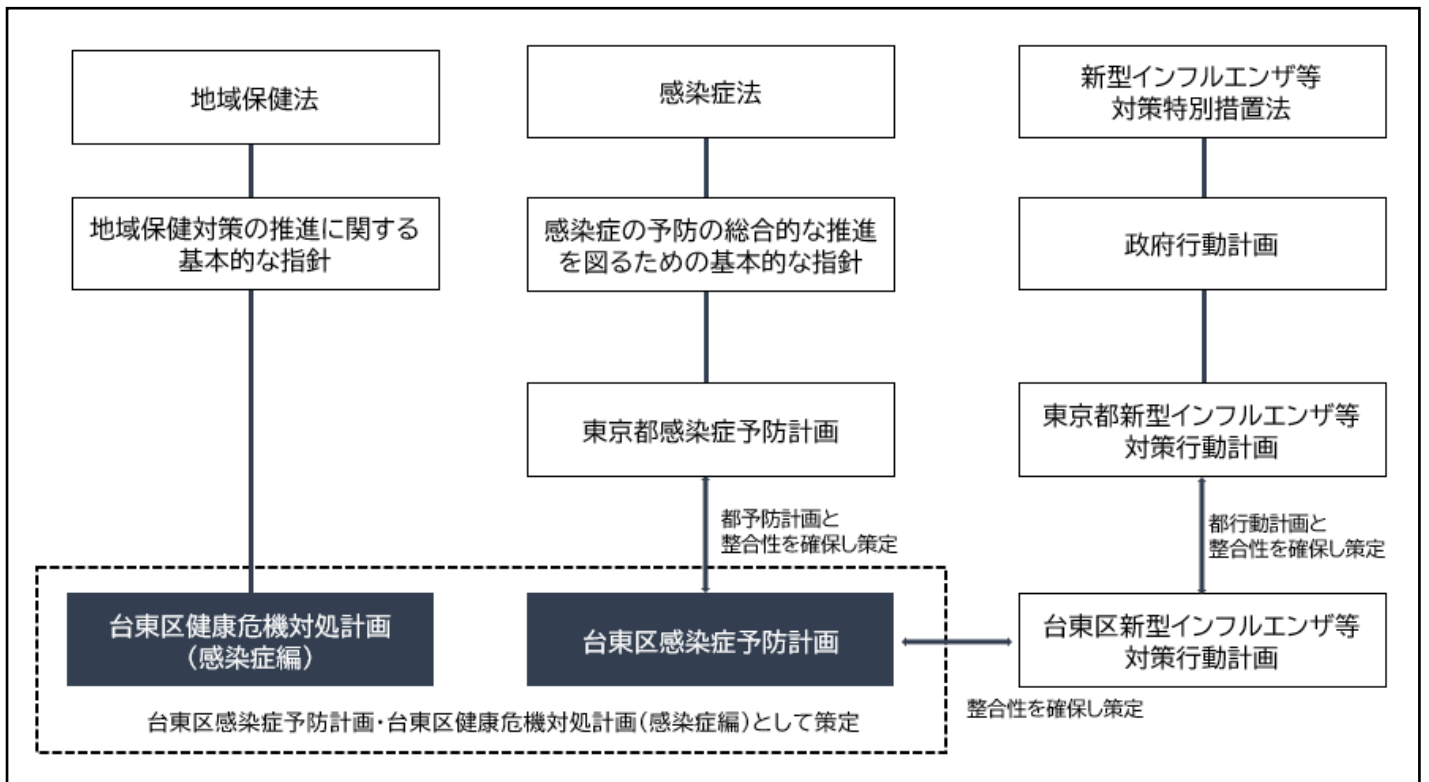 地域保健法
感染症法
新型インフルエンザ等
対策特別措置法
地域保健対策の推進に関する
基本的な指針
感染症の予防の総合的な推進
を図るための基本的な指針
政府行動計画
東京都感染症予防計画
東京都新型インフルエンザ等
対策行動計画
都予防計画と
整合性を確保し策定
都行動計画と
整合性を確保し策定
台東区健康危機対処計画
（感染症編）
台東区感染症予防計画
台東区新型インフルエンザ等
対策行動計画
整合性を確保し策定
台東区感染症予防計画・台東区健康危機対処計画（感染症編）として策定